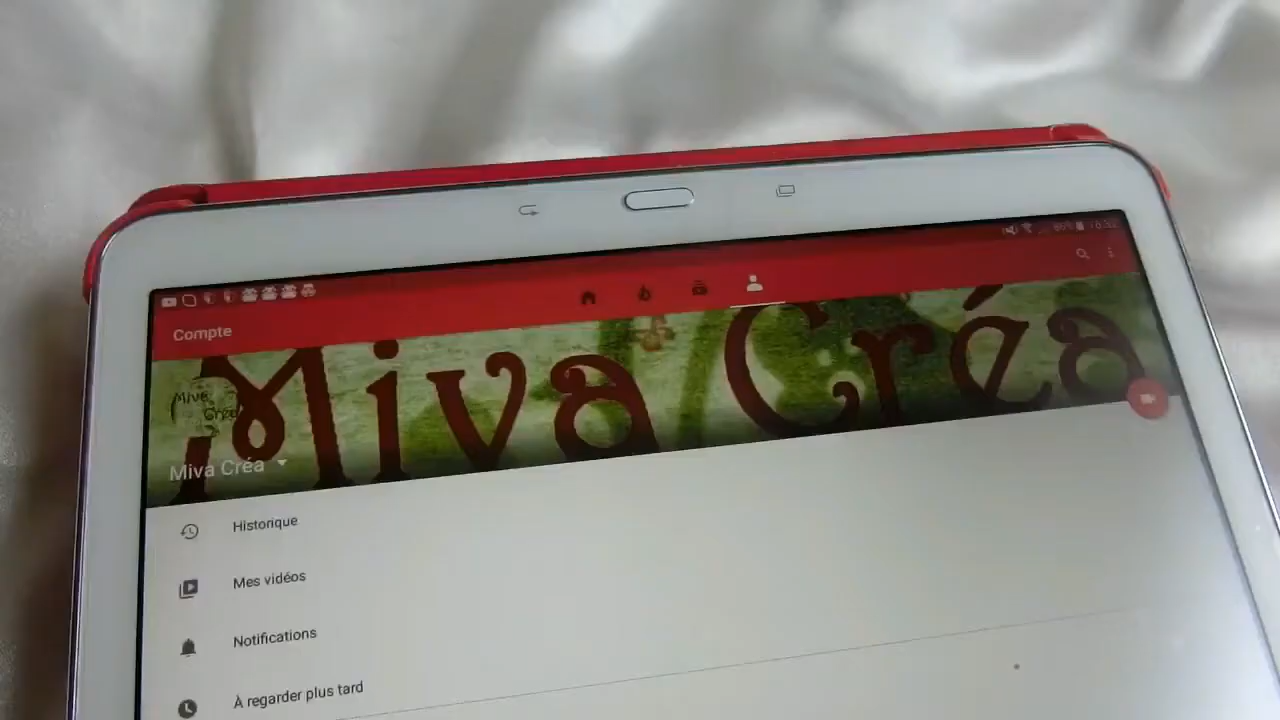 Compte
Miva Créa
Miva Créa
Historique
Mes vidéos
Notifications
À regarder plus tard